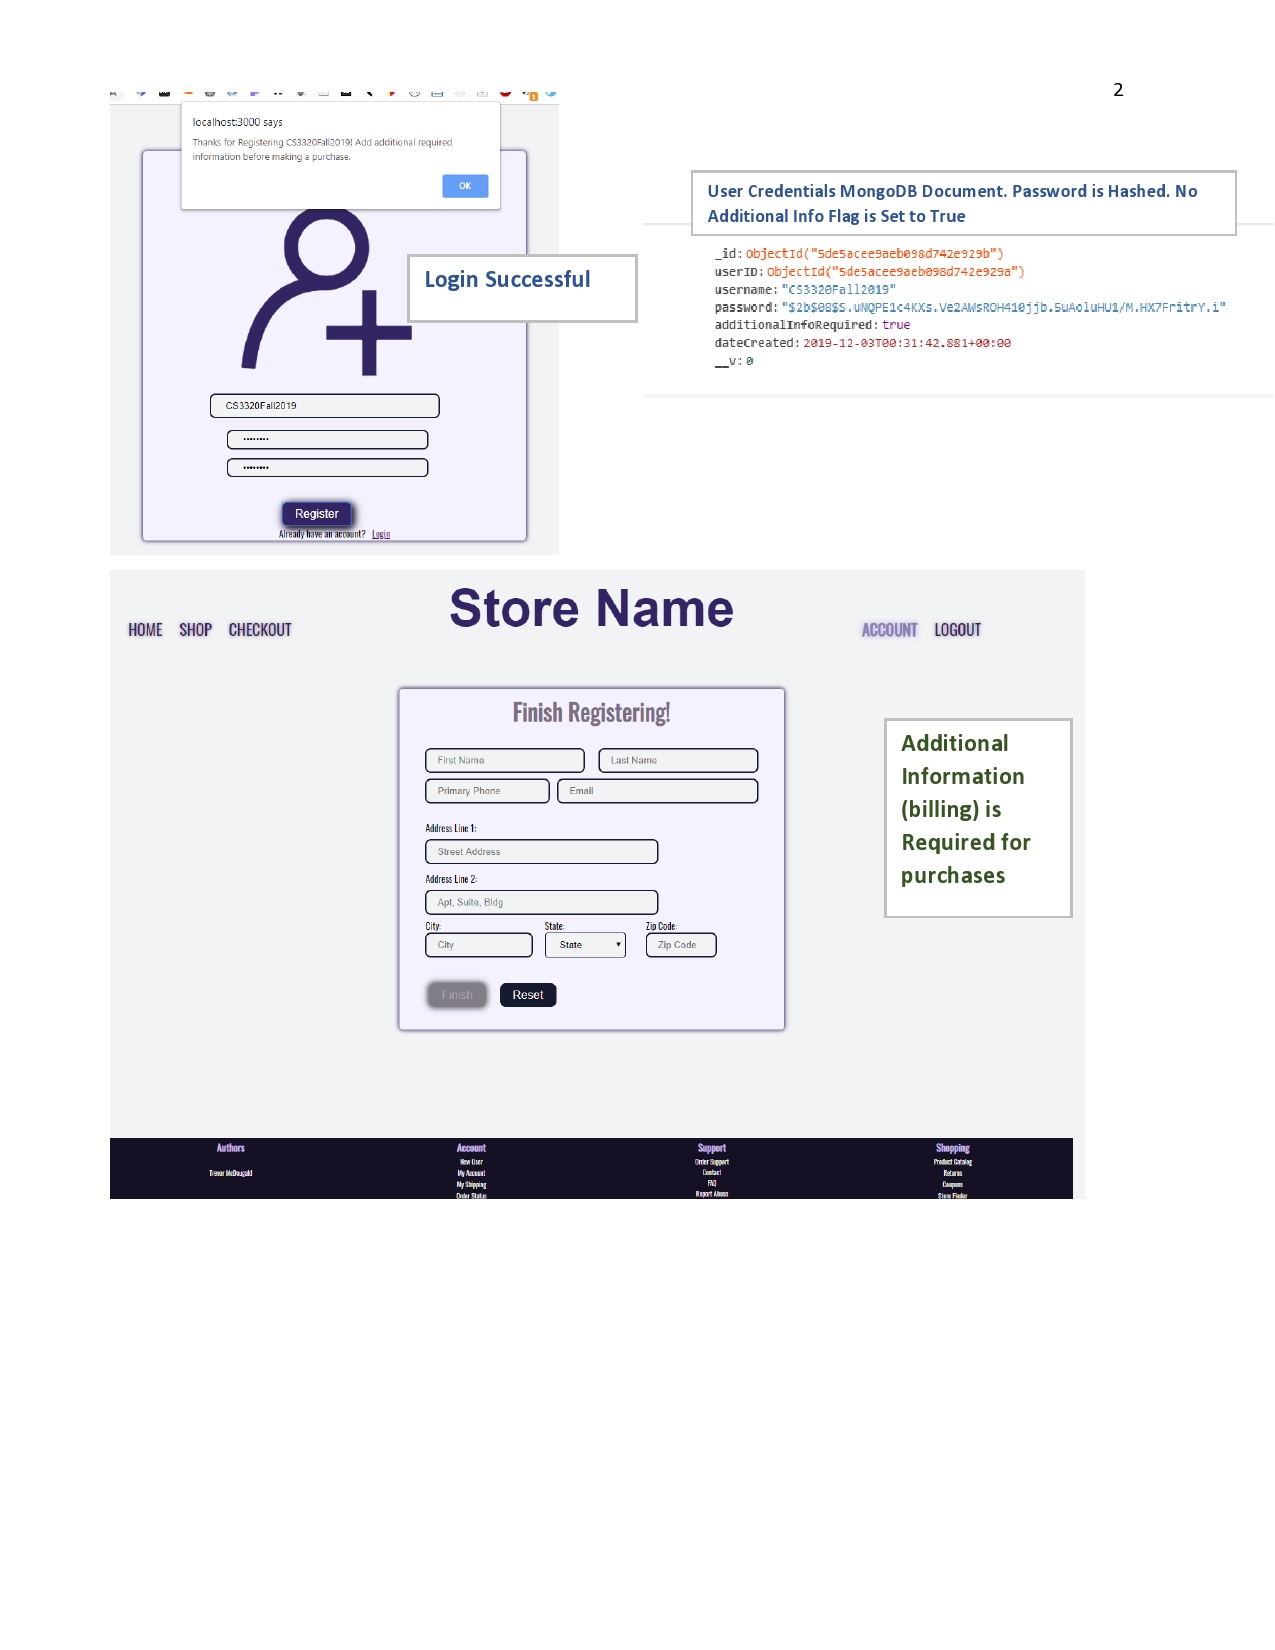 2
localhost:3000 says
Thanks for Registering CS3320Fall2019! Add additional required
information before making a purchase.
OK
Login Successful
CS3320Fall2019
••••••••
••••••••
Register
Already have an account? Login
User Credentials MongoDB Document. Password is Hashed. No
Additional Info Flag is Set to True
_id: ObjectId("5de5acee9aeb098d742e929b")
userID: ObjectId("5de5acee9aeb098d742e929a")
username: "CS3320Fall2019"
password:
additionalInfoRequired: true
dateCreated: 2019-12-03T00:31:42.881+00:00
__v: 0
Store Name
HOME SHOP CHECKOUT
ACCOUNT LOGOUT
Finish Registering!
First Name
Last Name
Primary Phone
Email
Address Line 1:
Street Address
Address Line 2:
Apt, Suite, Bldg
City: State: Zip Code:
City State Zip Code
Finish Reset
Additional
Information
(billing) is
Required for
purchases
Authors
Trevor McDougald
Account
New User
My Account
My Shipping
Order Status
Support
Order Support
Contact
FAQ
Report Abuse
Shopping
Product Catalog
Returns
Coupons
Store Finder